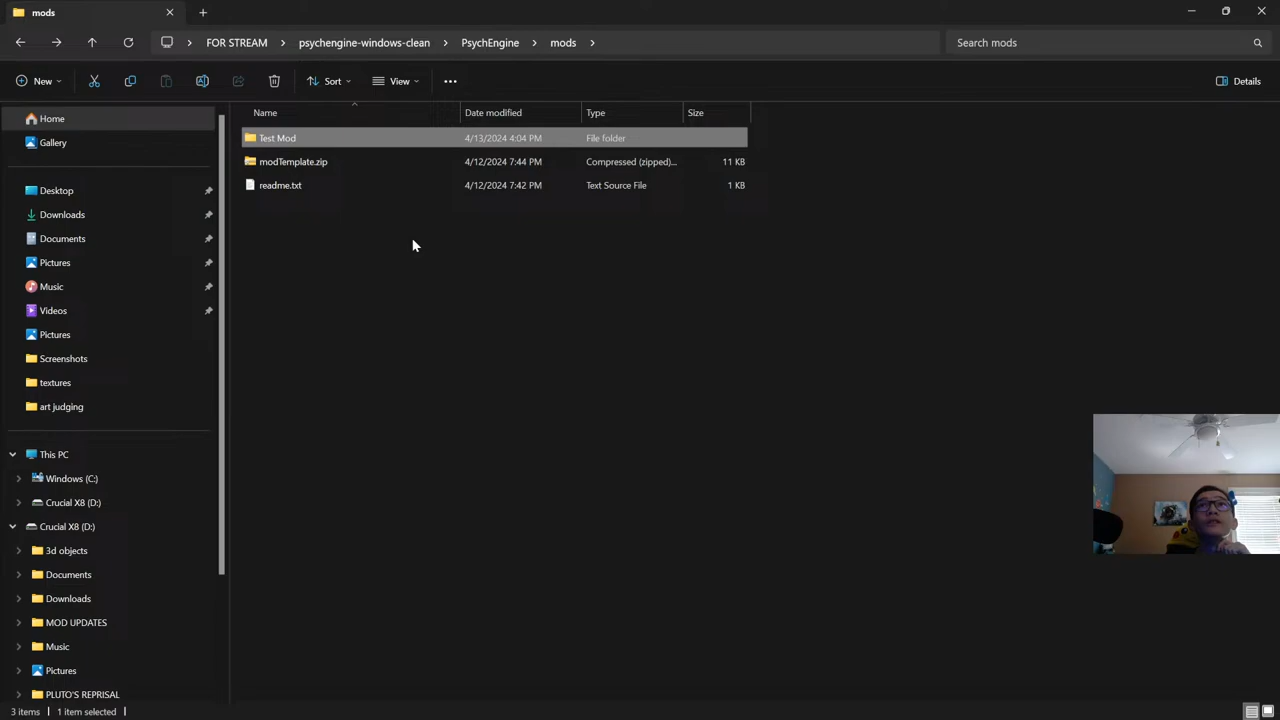 mods
FOR STREAM > psychengine-windows-clean > PsychEngine > mods >
Search mods
New
Sort
View
Details
Name
Date modified
Type
Size
Test Mod
4/13/2024 4:04 PM
File folder
modTemplate.zip
4/12/2024 7:44 PM
Compressed (zipped)...
11 KB
readme.txt
4/12/2024 7:42 PM
Text Source File
1 KB
Home
Gallery
Desktop
Downloads
Documents
Pictures
Music
Videos
Pictures
Screenshots
textures
art judging
This PC
Windows (C:)
Crucial X8 (D:)
Crucial X8 (D:)
3d objects
Documents
Downloads
MOD UPDATES
Music
Pictures
PLUTO'S REPRISAL
3 items
1 item selected